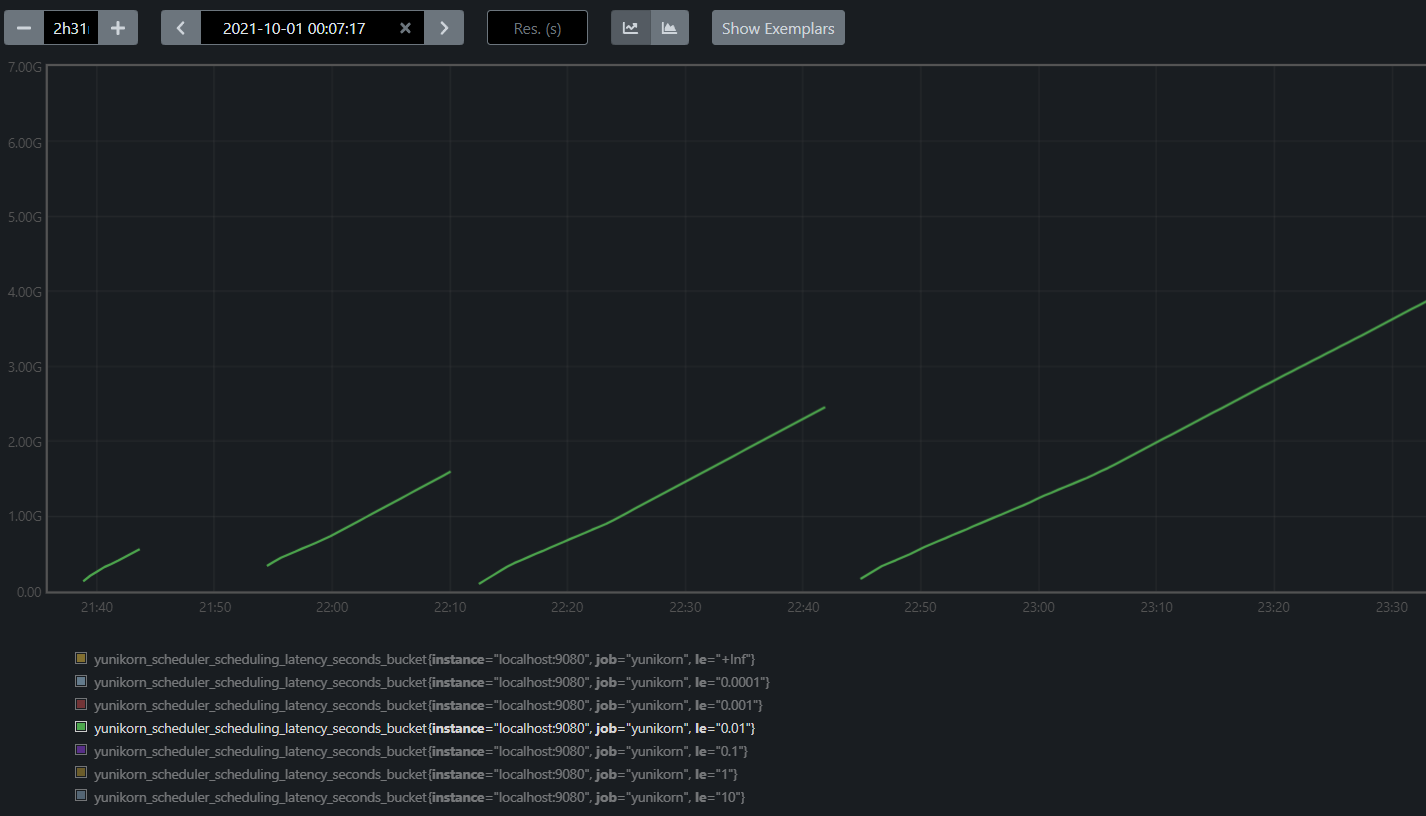 2h31 2021-10-01 00:07:17 Res. (s) Show Exemplars
7.00G
6.00G
5.00G
4.00G
3.00G
2.00G
1.00G
0.00
21:40 21:50 22:00 22:10 22:20 22:30 22:40 22:50 23:00 23:10 23:20 23:30
yunikorn_scheduler_scheduling_latency_seconds_bucket{instance="localhost:9080", job="yunikorn", le="+Inf"}
yunikorn_scheduler_scheduling_latency_seconds_bucket{instance="localhost:9080", job="yunikorn", le="0.0001"}
yunikorn_scheduler_scheduling_latency_seconds_bucket{instance="localhost:9080", job="yunikorn", le="0.001"}
yunikorn_scheduler_scheduling_latency_seconds_bucket{instance="localhost:9080", job="yunikorn", le="0.01"}
yunikorn_scheduler_scheduling_latency_seconds_bucket{instance="localhost:9080", job="yunikorn", le="0.1"}
yunikorn_scheduler_scheduling_latency_seconds_bucket{instance="localhost:9080", job="yunikorn", le="1"}
yunikorn_scheduler_scheduling_latency_seconds_bucket{instance="localhost:9080", job="yunikorn", le="10"}